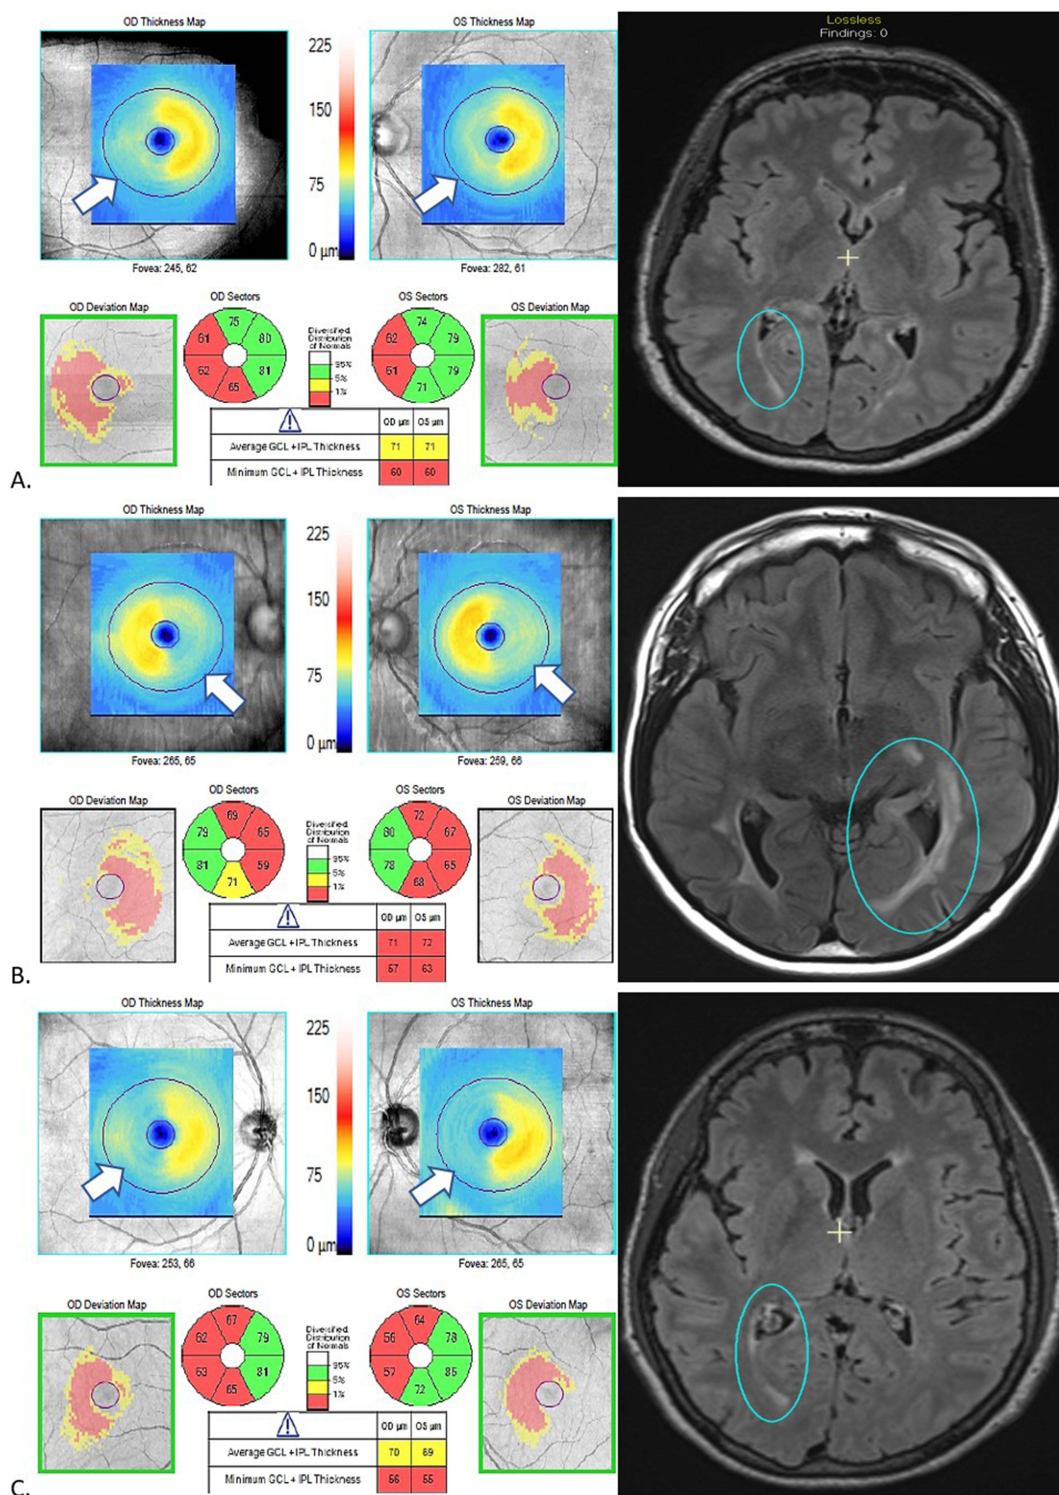 OD Thickness Map
OS Thickness Map
225
150
75
0 µm
Fovea: 245, 62
Fovea: 282, 61
OD Deviation Map
OD Sectors
75
61
80
62
81
65
Diversified
Distribution
of Normals
95%
5%
1%
OS Sectors
74
62
79
61
79
71
OS Deviation Map
OD µm OS µm
Average GCL + IPL Thickness 71 71
Minimum GCL + IPL Thickness 60 60
Lossless
Findings: 0
A.
OD Thickness Map
OS Thickness Map
225
150
75
0 µm
Fovea: 265, 65
Fovea: 259, 66
OD Deviation Map
OD Sectors
69
79
65
81
59
71
Diversified
Distribution
of Normals
95%
5%
1%
OS Sectors
72
80
67
78
65
68
OS Deviation Map
OD µm OS µm
Average GCL + IPL Thickness 71 72
Minimum GCL + IPL Thickness 57 63
B.
OD Thickness Map
OS Thickness Map
225
150
75
0 µm
Fovea: 253, 66
Fovea: 265, 65
OD Deviation Map
OD Sectors
67
62
79
81
65
Diversified
Distribution
of Normals
95%
5%
1%
OS Sectors
64
56
78
57
72
OS Deviation Map
OD µm OS µm
Average GCL + IPL Thickness 70 69
Minimum GCL + IPL Thickness 56 55
C.